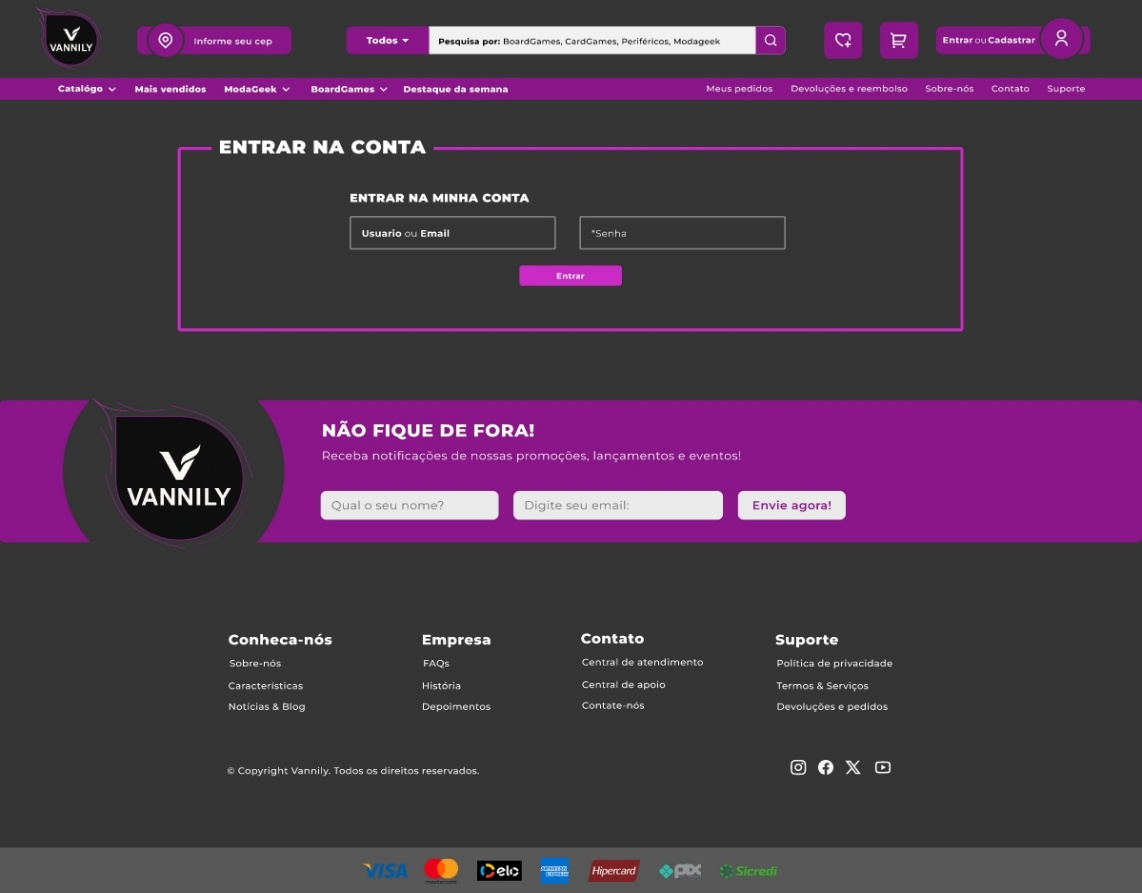 VANNILY
Informe seu cep
Todos
Pesquisa por: BoardGames, CardGames, Periféricos, Modageek
Entrar ou Cadastrar
Catalógo
Mais vendidos
ModaGeek
BoardGames
Destaque da semana
Meus pedidos
Devoluções e reembolso
Sobre-nós
Contato
Suporte
ENTRAR NA CONTA
ENTRAR NA MINHA CONTA
Usuario ou Email
*Senha
Entrar
VANNILY
NÃO FIQUE DE FORA!
Receba notificações de nossas promoções, lançamentos e eventos!
Qual o seu nome?
Digite seu email:
Envie agora!
Conheca-nós
Sobre-nós
Características
Notícias & Blog
Empresa
FAQs
História
Depoimentos
Contato
Central de atendimento
Central de apoio
Contate-nós
Suporte
Política de privacidade
Termos & Serviços
Devoluções e pedidos
© Copyright Vannily. Todos os direitos reservados.
VISA
mastercard
elo
AMERICAN EXPRESS
Hipercard
pix
Sicredi